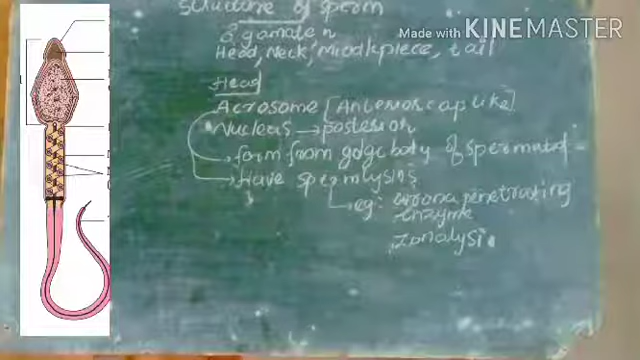 Made with KINEMASTER
Structure of sperm
♂ gamete n
Head, Neck, middlepiece, tail
Head
Acrosome [Anterior cap like]
Nucleus → posterior
form from golgi body of spermatid
Have spermlysins
eg: corona penetrating
enzyme
Zonalysin